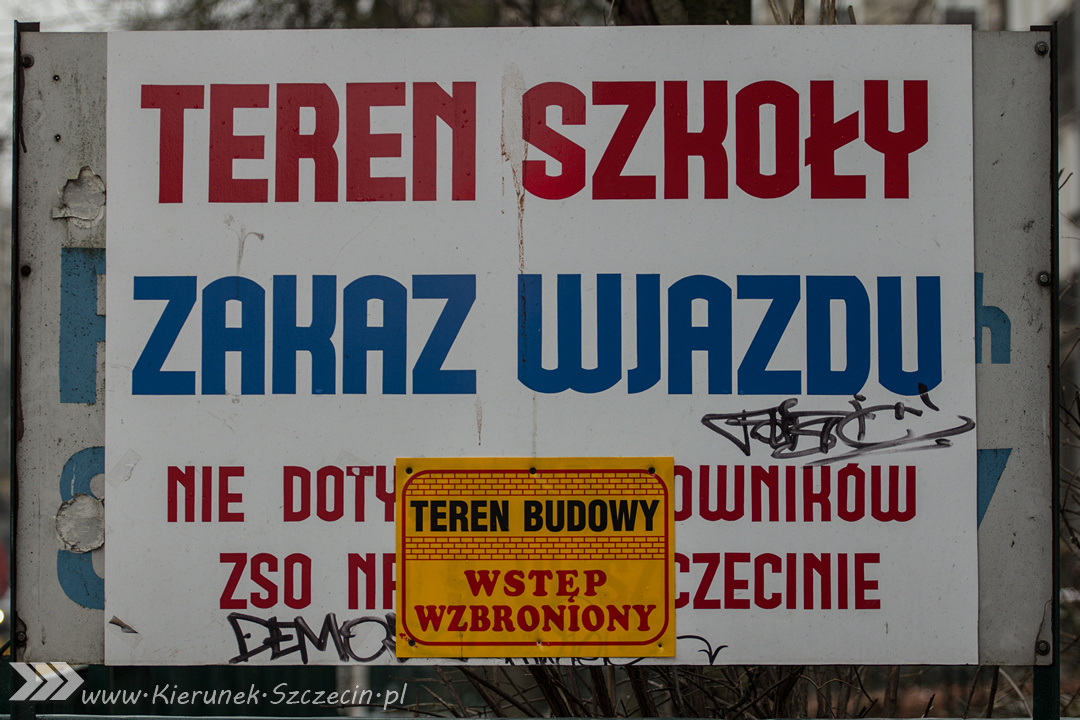 TEREN SZKOŁY
ZAKAZ WJAZDU
NIE DOTY OWNIKÓW
ZSO CZECINIE
TEREN BUDOWY
WSTĘP
WZBRONIONY
www.Kierunek.Szczecin.pl